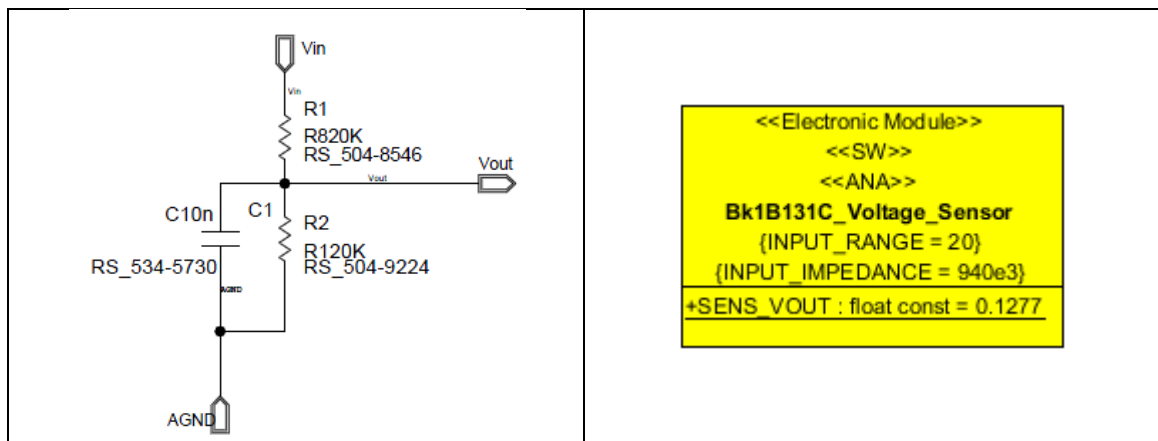 Vin
Vin
R1
R820K
RS_504-8546
Vout
Vout
C10n
C1
R2
R120K
RS_534-5730
RS_504-9224
AGND
AGND
<<Electronic Module>>
<<SW>>
<<ANA>>
Bk1B131C_Voltage_Sensor
{INPUT_RANGE = 20}
{INPUT_IMPEDANCE = 940e3}
+SENS_VOUT : float const = 0.1277